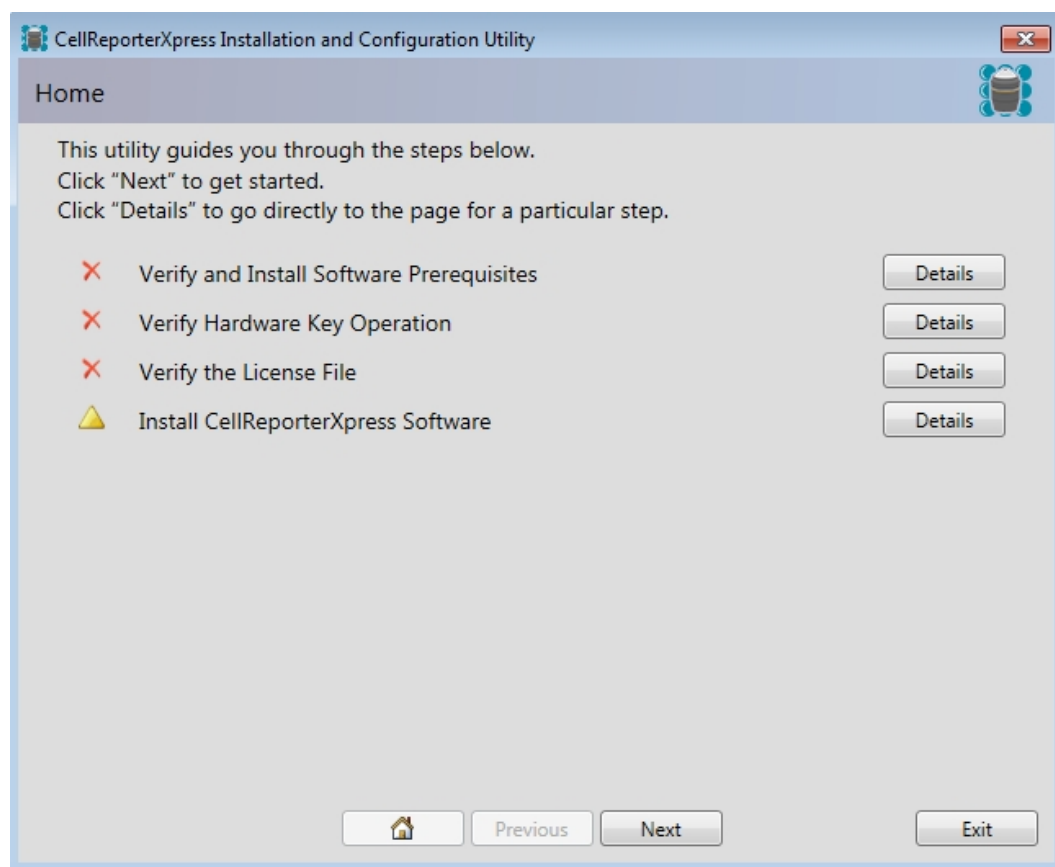 CellReporterXpress Installation and Configuration Utility
Home
This utility guides you through the steps below.
Click “Next” to get started.
Click “Details” to go directly to the page for a particular step.
Verify and Install Software Prerequisites Details
Verify Hardware Key Operation Details
Verify the License File Details
Install CellReporterXpress Software Details
Previous Next Exit